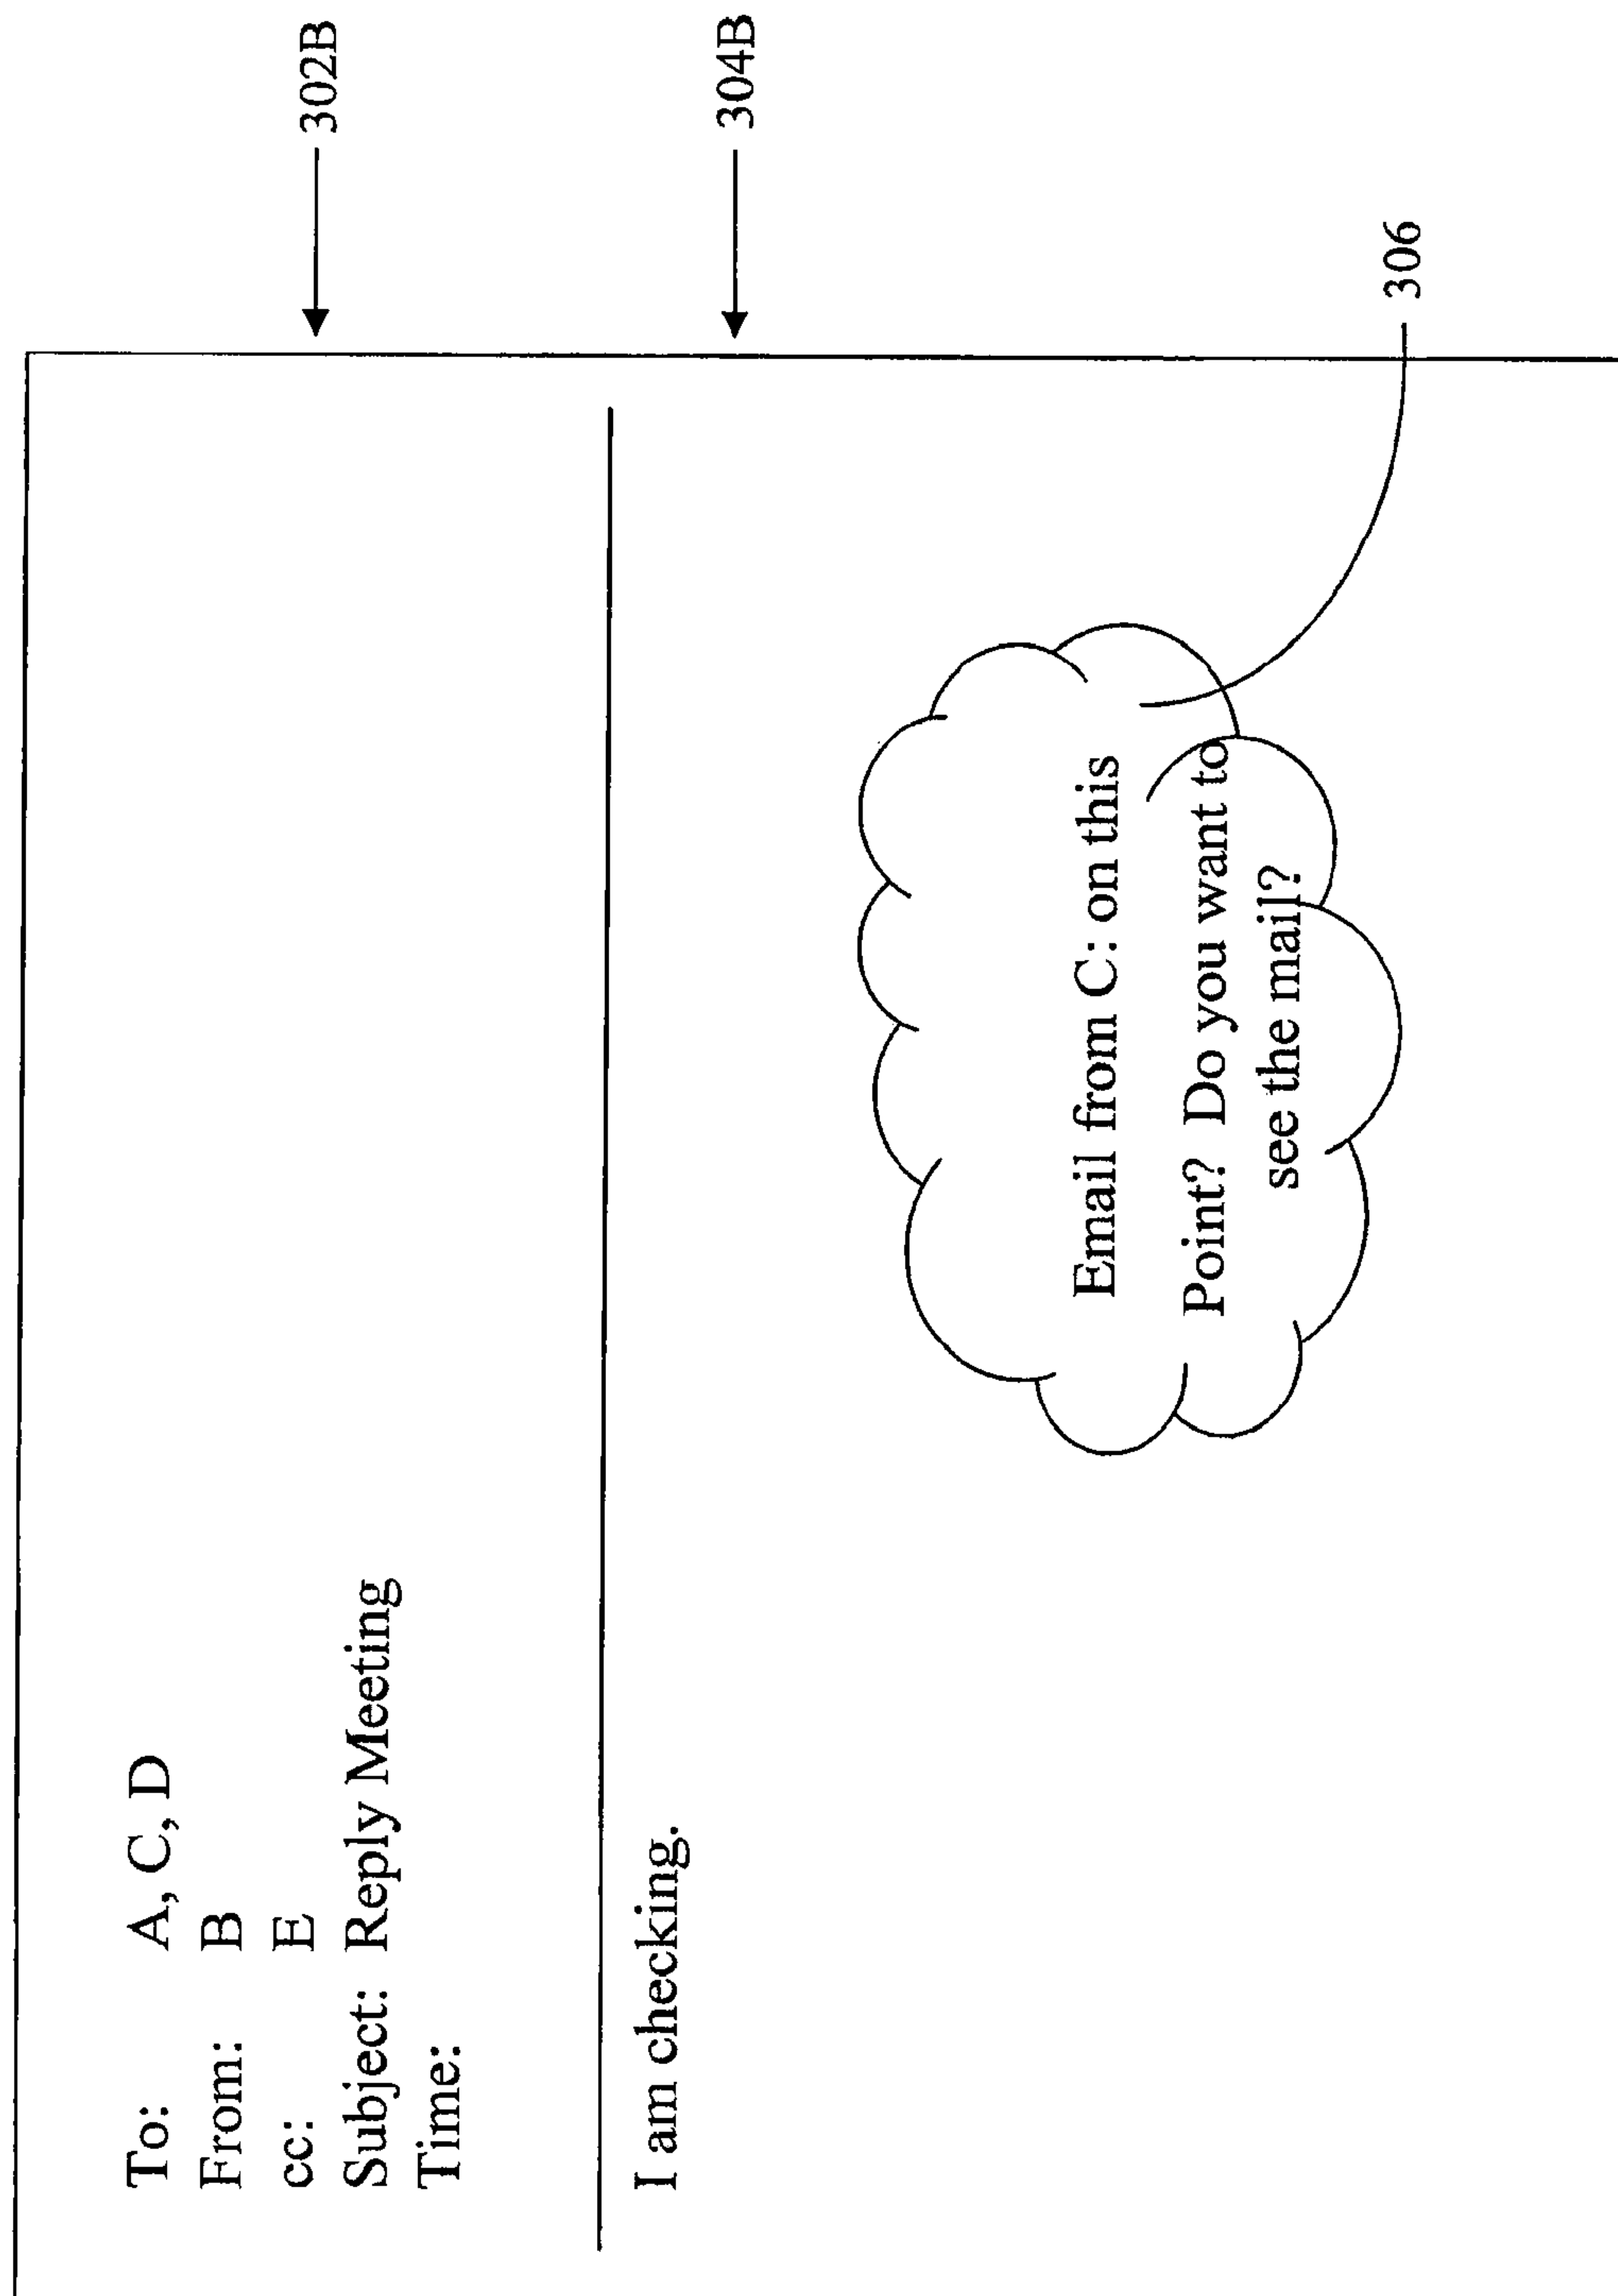 To: A, C, D
From: B
cc: E
Subject: Reply Meeting
Time:
302B
I am checking.
304B
Email from C: on this
Point? Do you want to
see the mail?
306